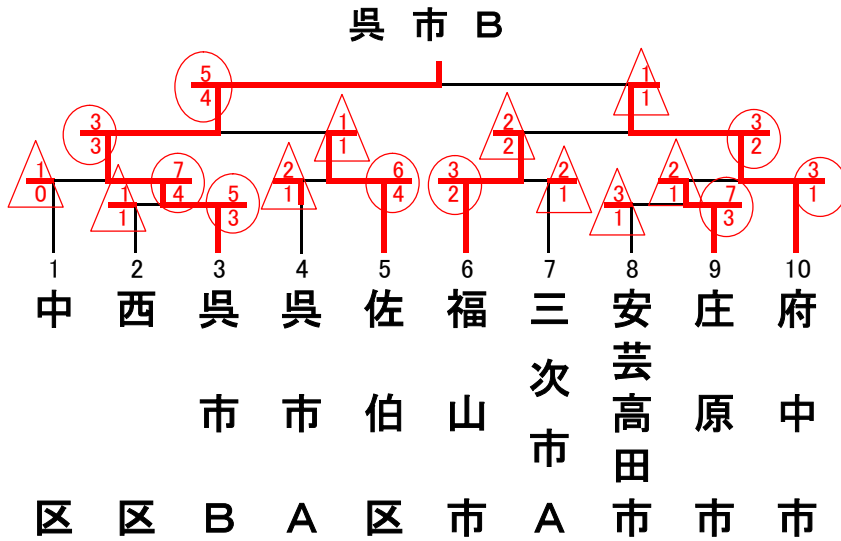 呉市B
5 1
4 1
3 1 2 3
3 1 2 2
1 7 2 6 3 2 2 3
0 4 1 4 2 1 1 1
1 5 3 7
1 3 1 3
1 2 3 4 5 6 7 8 9 10
中区
西区
呉市B
呉市A
佐伯区
福山市
三次市A
安芸高田市
庄原市
府中市